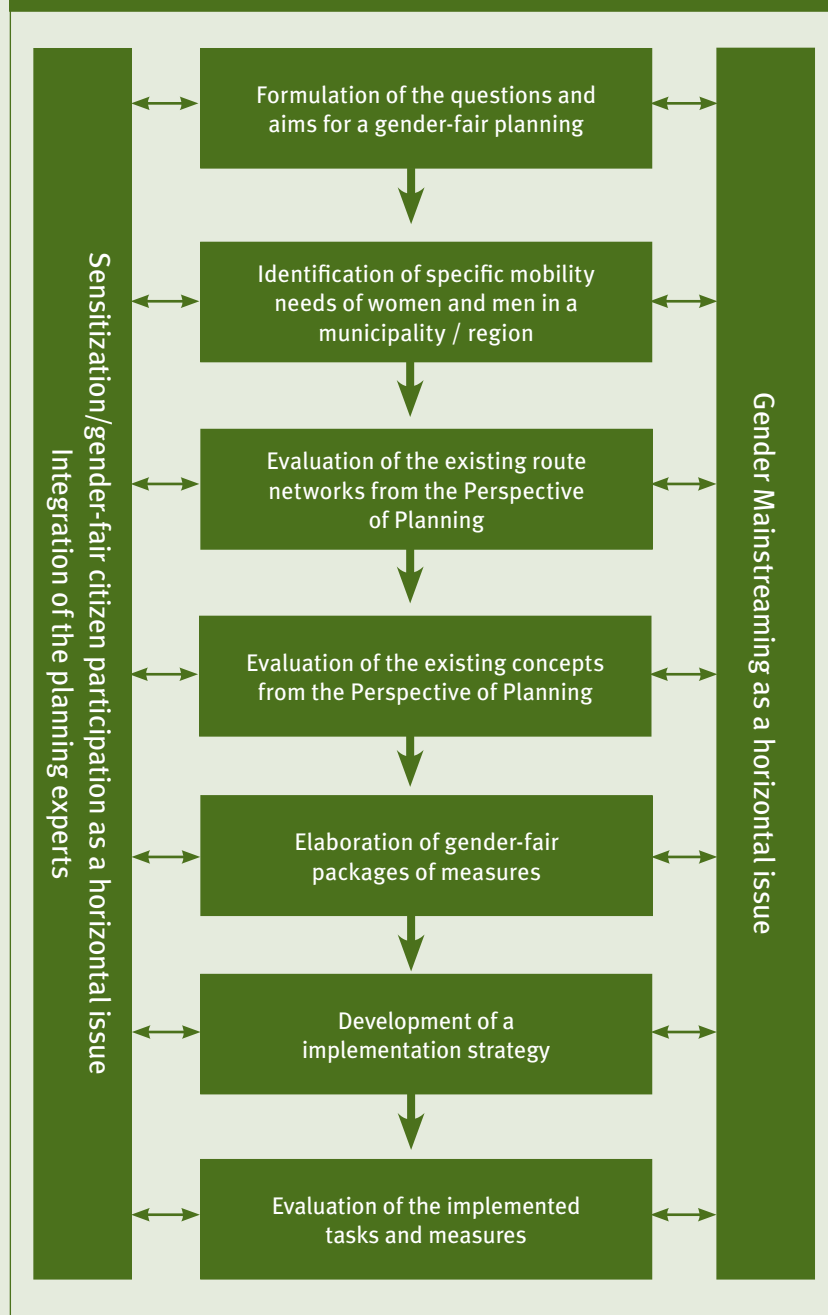 Sensitization/gender-fair citizen participation as a horizontal issue
Integration of the planning experts
Formulation of the questions and
aims for a gender-fair planning
Identification of specific mobility
needs of women and men in a
municipality / region
Evaluation of the existing route
networks from the Perspective
of Planning
Evaluation of the existing concepts
from the Perspective of Planning
Elaboration of gender-fair
packages of measures
Development of a
implementation strategy
Evaluation of the implemented
tasks and measures
Gender Mainstreaming as a horizontal issue